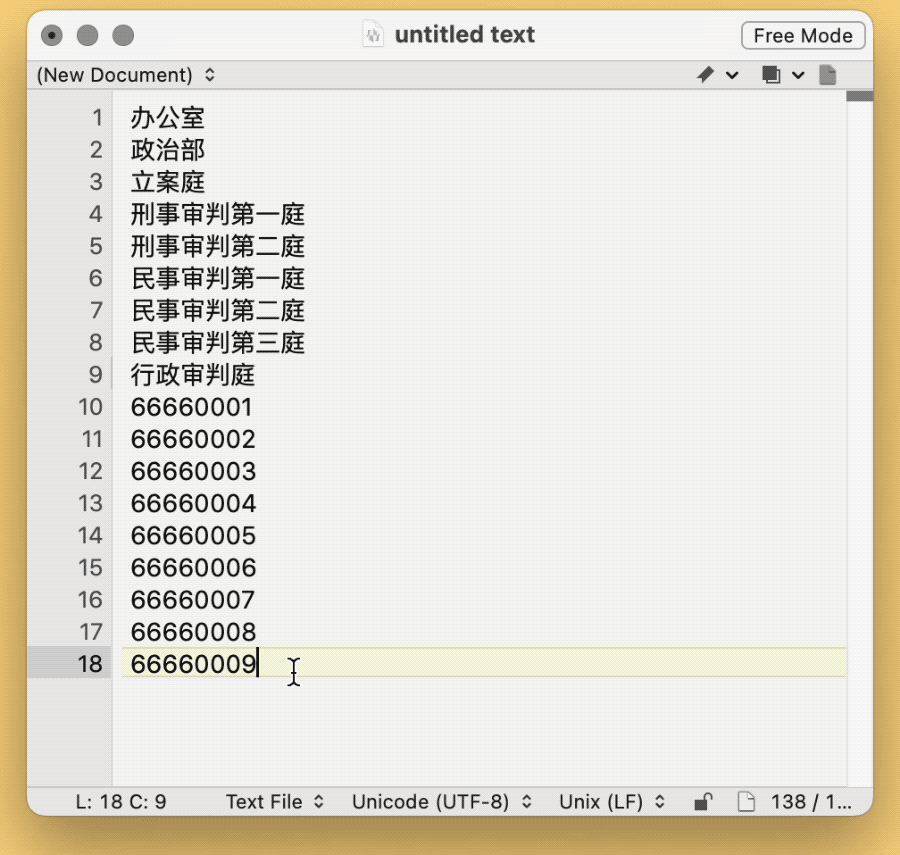 untitled text
Free Mode
(New Document)
1 办公室
2 政治部
3 立案庭
4 刑事审判第一庭
5 刑事审判第二庭
6 民事审判第一庭
7 民事审判第二庭
8 民事审判第三庭
9 行政审判庭
10 66660001
11 66660002
12 66660003
13 66660004
14 66660005
15 66660006
16 66660007
17 66660008
18 66660009
L: 18 C: 9 Text File Unicode (UTF-8) Unix (LF) 138 / 1...